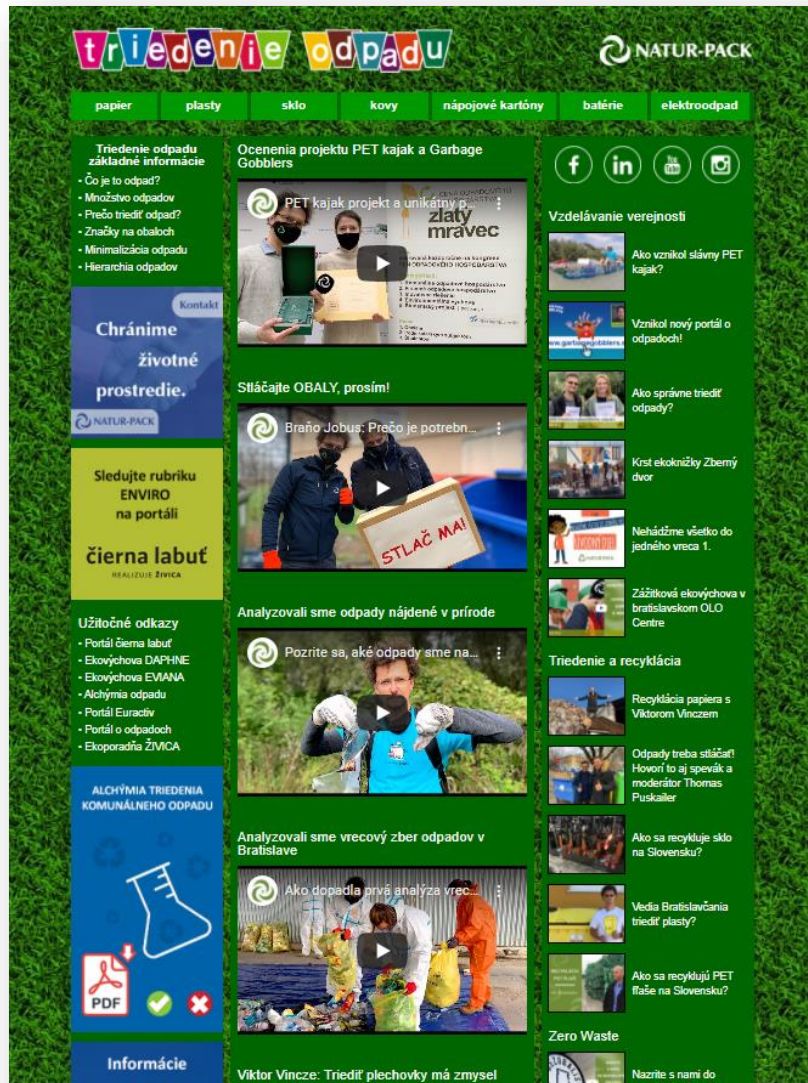 triedenie odpadu
NATUR-PACK
papier
plasty
sklo
kovy
nápojové kartóny
batérie
elektroodpad
Triedenie odpadu
základné informácie
• Čo je to odpad?
• Množstvo odpadov
• Prečo triediť odpad?
• Značky na obaloch
• Minimalizácia odpadu
• Hierarchia odpadov
Kontakt
Chránime
životné
prostredie.
NATUR-PACK
Sledujte rubriku
ENVIRO
na portáli
čierna labuť
REALIZUJE ŽIVICA
Užitočné odkazy
• Portál čierna labuť
• Ekovýchova DAPHNE
• Ekovýchova EVIANA
• Alchýmia odpadu
• Portál Euractiv
• Portál o odpadoch
• Ekoporadňa ŽIVICA
ALCHÝMIA TRIEDENIA
KOMUNÁLNEHO ODPADU
PDF
Informácie
Ocenenia projektu PET kajak a Garbage
Gobblers
PET kajak projekt a unikátny p...
zlatý
mravec
Stláčajte OBALY, prosím!
Braňo Jobus: Prečo je potrebn...
STLAČ MA!
Analyzovali sme odpady nájdené v prírode
Pozrite sa, aké odpady sme na...
Analyzovali sme vrecový zber odpadov v
Bratislave
Ako dopadla prvá analýza vrec...
Viktor Vincze: Triediť plechovky má zmysel
f
in
You
Tube
Vzdelávanie verejnosti
Ako vznikol slávny PET
kajak?
Vznikol nový portál o
odpadoch!
Ako správne triediť
odpady?
Krst ekoknižky Zberný
dvor
Nehádžme všetko do
jedného vreca 1.
Zážitková ekovýchova v
bratislavskom OLO
Centre
Triedenie a recyklácia
Recyklácia papiera s
Viktorom Vinczem
Odpady treba stláčať!
Hovorí to aj spevák a
moderátor Thomas
Puskailer
Ako sa recykluje sklo
na Slovensku?
Vedia Bratislavčania
triediť plasty?
Ako sa recyklujú PET
fľaše na Slovensku?
Zero Waste
Nazrite s nami do